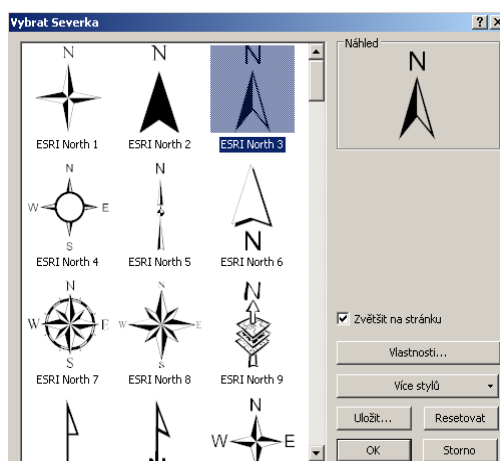 Vybrat Severka
N N N
ESRI North 1 ESRI North 2 ESRI North 3
N
W E
S
ESRI North 4
N
ESRI North 5
N
ESRI North 6
N
W E
S
ESRI North 7
N
W E
S
ESRI North 8
N
ESRI North 9
N
W E
Náhled
N
Zvětšit na stránku
Vlastnosti...
Více stylů
Uložit... Resetovat
OK Storno